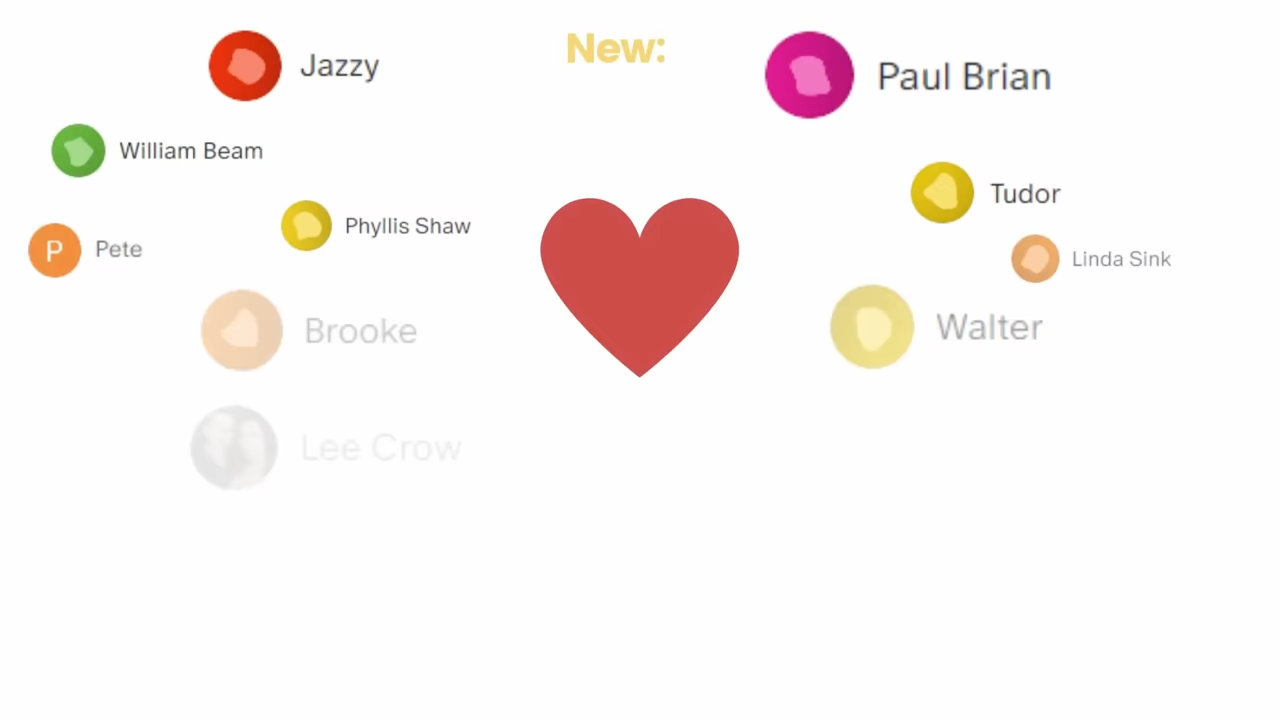 New:
Jazzy
Paul Brian
William Beam
Tudor
Phyllis Shaw
P
Pete
Linda Sink
Brooke
Walter
Lee Crow